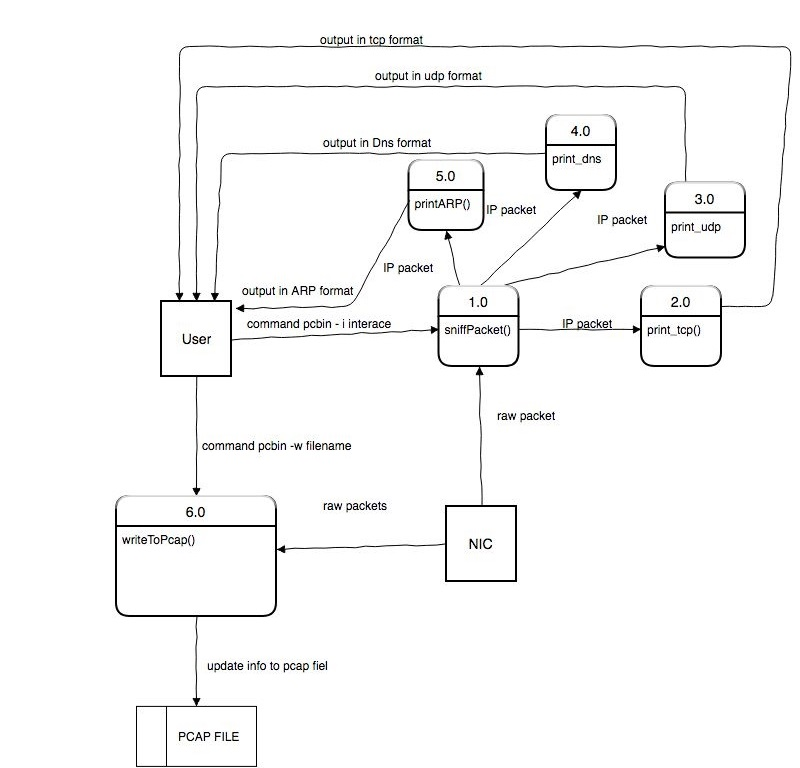 output in tcp format
output in udp format
4.0
output in Dns format
print_dns
5.0
3.0
printARP()
IP packet
IP packet
print_udp
IP packet
output in ARP format
1.0
2.0
command pcbin - i interace
User
sniffPacket()
IP packet
print_tcp()
raw packet
command pcbin -w filename
6.0
raw packets
writeToPcap()
NIC
update info to pcap fiel
PCAP FILE